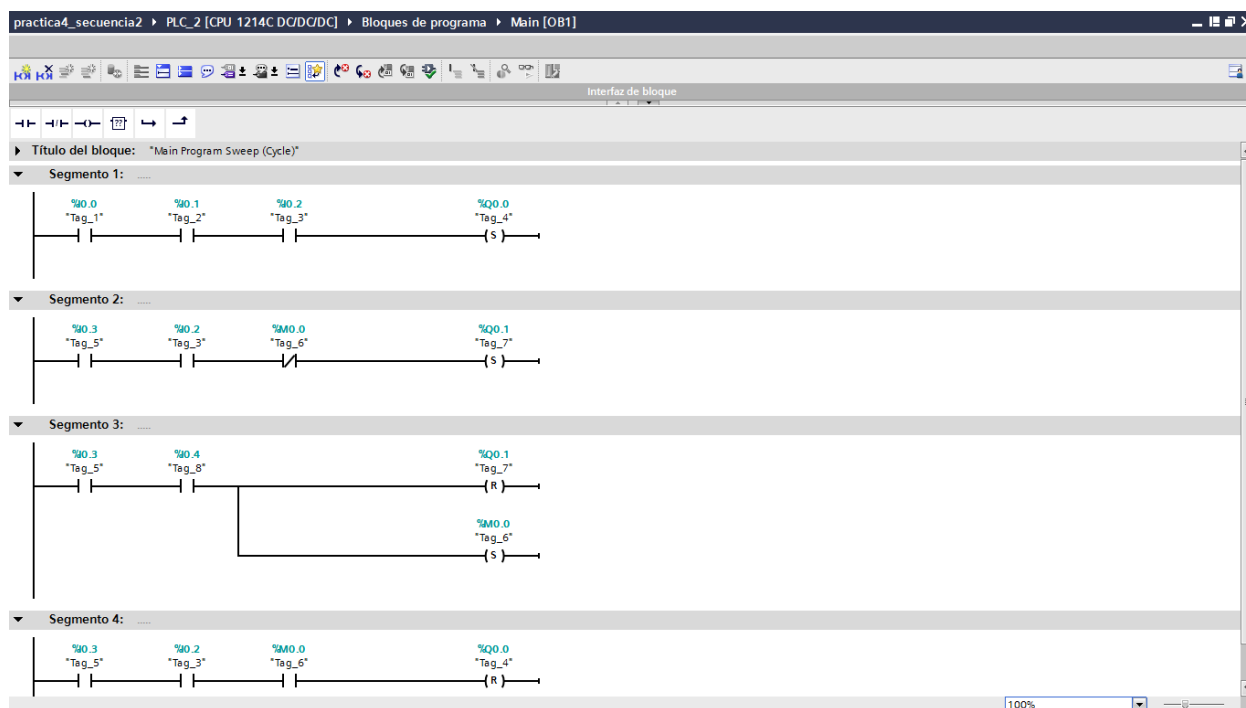 practica4_secuencia2 ▸ PLC_2 [CPU 1214C DC/DC/DC] ▸ Bloques de programa ▸ Main [OB1]
Interfaz de bloque
??
Título del bloque: "Main Program Sweep (Cycle)"
Segmento 1: .....
%I0.0 %I0.1 %I0.2 %Q0.0
"Tag_1" "Tag_2" "Tag_3" "Tag_4"
S
Segmento 2: .....
%I0.3 %I0.2 %M0.0 %Q0.1
"Tag_5" "Tag_3" "Tag_6" "Tag_7"
S
Segmento 3: .....
%I0.3 %I0.4 %Q0.1
"Tag_5" "Tag_8" "Tag_7"
R
%M0.0
"Tag_6"
S
Segmento 4: .....
%I0.3 %I0.2 %M0.0 %Q0.0
"Tag_5" "Tag_3" "Tag_6" "Tag_4"
R
100%